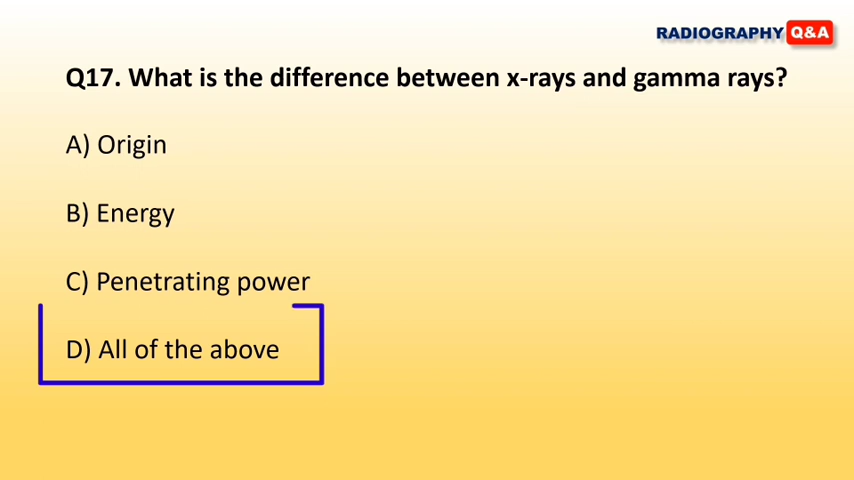 RADIOGRAPHY Q&A
Q17. What is the difference between x-rays and gamma rays?
A) Origin
B) Energy
C) Penetrating power
D) All of the above